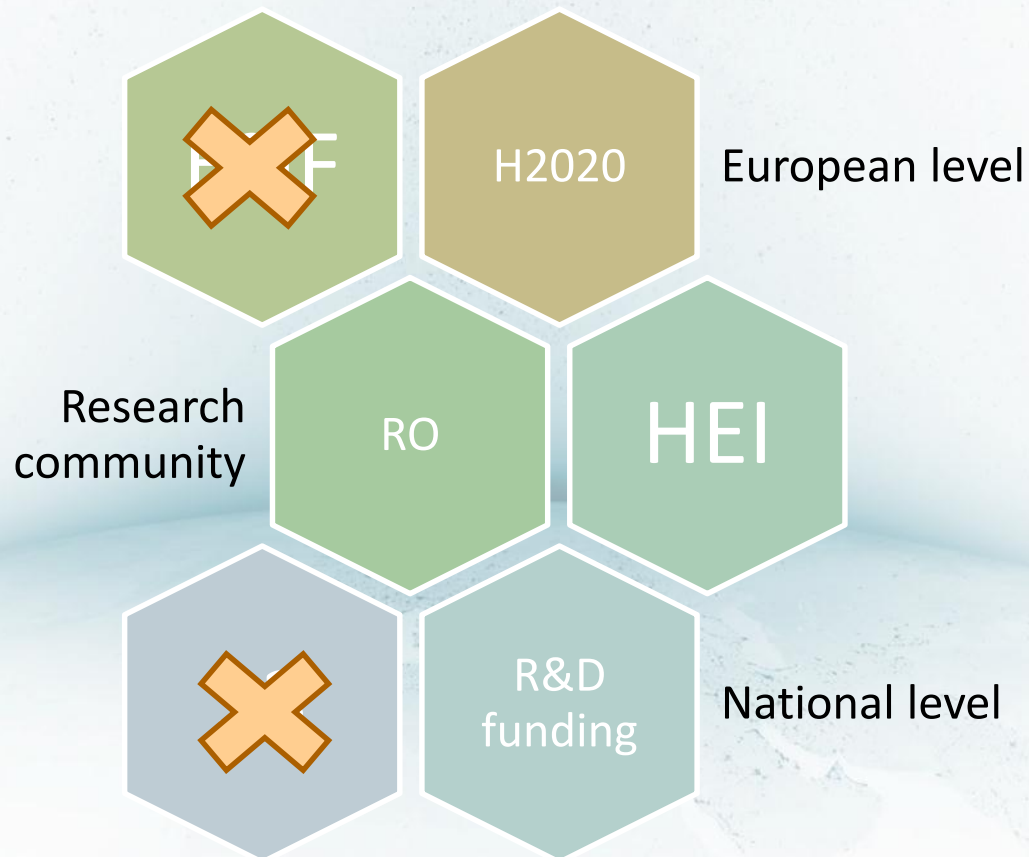 H2020
European level
Research
community
RO
HEI
R&D
funding
National level